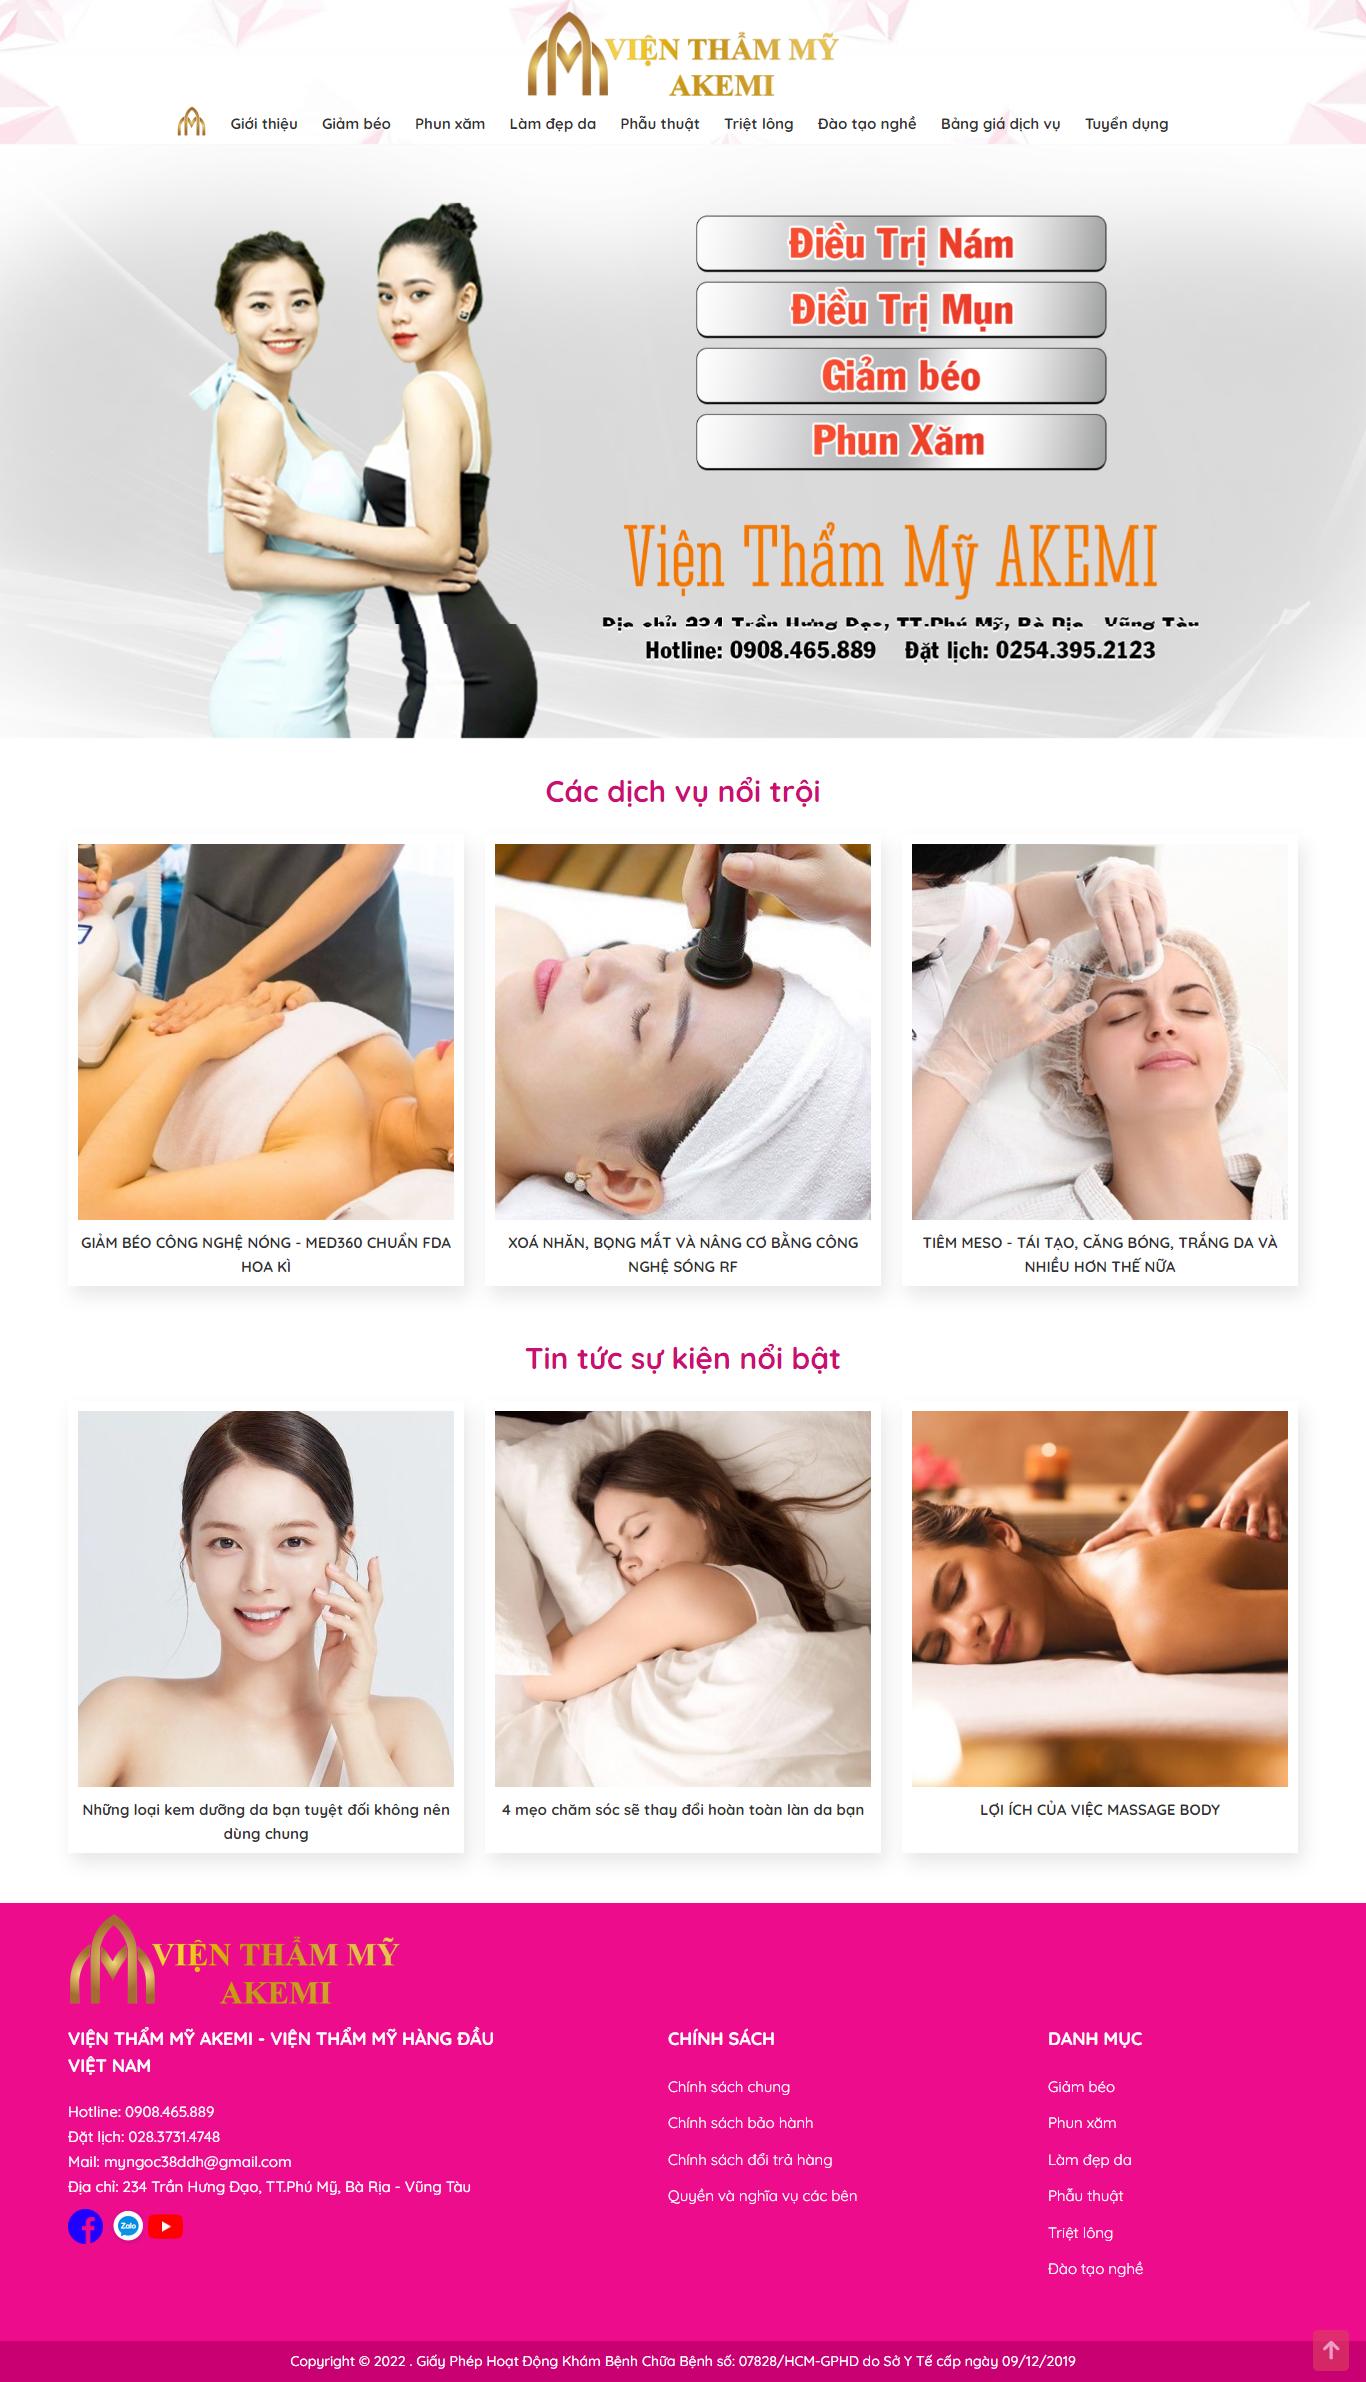 VIỆN THẨM MỸ
AKEMI
Giới thiệu Giảm béo Phun xăm Làm đẹp da Phẫu thuật Triệt lông Đào tạo nghề Bảng giá dịch vụ Tuyển dụng
Điều Trị Nám
Điều Trị Mụn
Giảm béo
Phun Xăm
Viện Thẩm Mỹ AKEMI
Địa chỉ: 234 Trần Hưng Đạo, TT.Phú Mỹ, Bà Rịa - Vũng Tàu
Hotline: 0908.465.889 Đặt lịch: 0254.395.2123
Các dịch vụ nổi trội
GIẢM BÉO CÔNG NGHỆ NÓNG - MED360 CHUẨN FDA
HOA KÌ
XOÁ NHĂN, BỌNG MẮT VÀ NÂNG CƠ BẰNG CÔNG
NGHỆ SÓNG RF
TIÊM MESO - TÁI TẠO, CĂNG BÓNG, TRẮNG DA VÀ
NHIỀU HƠN THẾ NỮA
Tin tức sự kiện nổi bật
Những loại kem dưỡng da bạn tuyệt đối không nên
dùng chung
4 mẹo chăm sóc sẽ thay đổi hoàn toàn làn da bạn
LỢI ÍCH CỦA VIỆC MASSAGE BODY
VIỆN THẨM MỸ
AKEMI
VIỆN THẨM MỸ AKEMI - VIỆN THẨM MỸ HÀNG ĐẦU
VIỆT NAM
Hotline: 0908.465.889
Đặt lịch: 028.3731.4748
Mail: myngoc38ddh@gmail.com
Địa chỉ: 234 Trần Hưng Đạo, TT.Phú Mỹ, Bà Rịa - Vũng Tàu
Zalo
CHÍNH SÁCH
Chính sách chung
Chính sách bảo hành
Chính sách đổi trả hàng
Quyền và nghĩa vụ các bên
DANH MỤC
Giảm béo
Phun xăm
Làm đẹp da
Phẫu thuật
Triệt lông
Đào tạo nghề
Copyright © 2022 . Giấy Phép Hoạt Động Khám Bệnh Chữa Bệnh số: 07828/HCM-GPHD do Sở Y Tế cấp ngày 09/12/2019